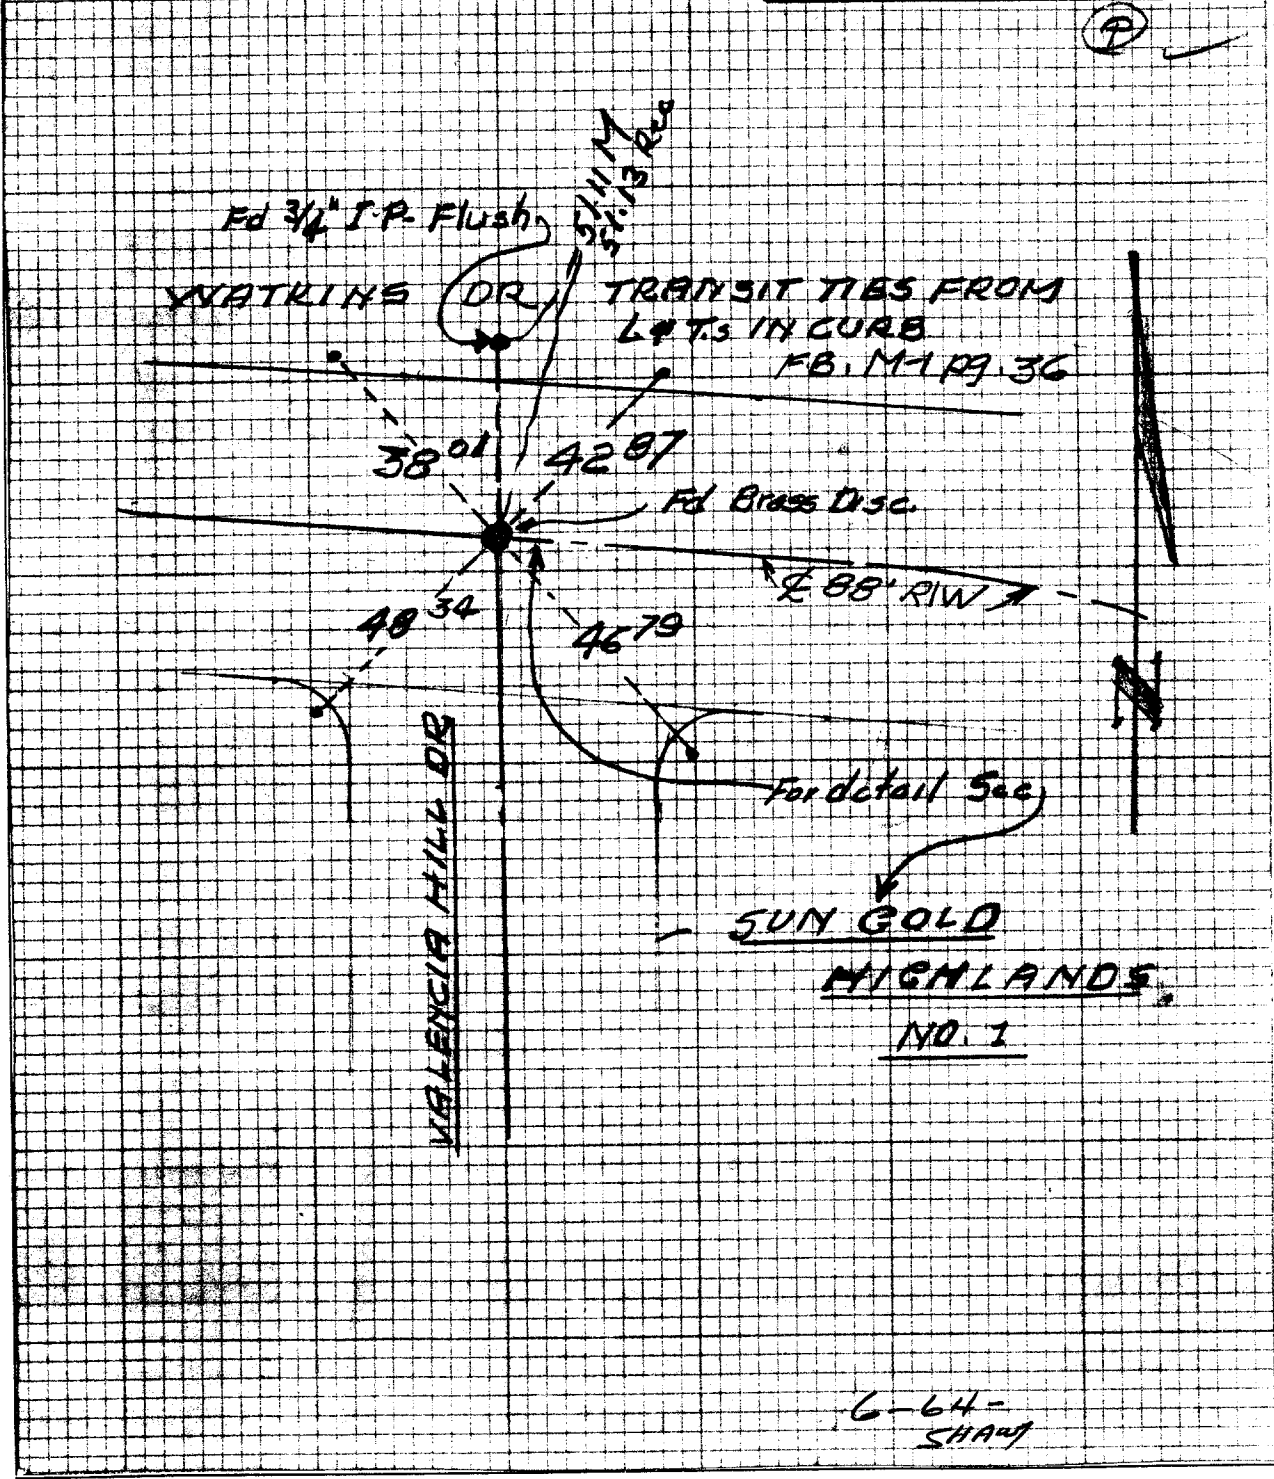 P
51.11 M
51.13 Rec
Fd 3/4" I.P. Flush
WATKINS DR
TRANSIT TIES FROM
L & T.s IN CURB
FB. M-1 pg. 36
38 01
42 87
Fd Brass Disc.
℄ 88' R/W
48 34
46 79
VALENCIA HILL DR
For detail See
SUN GOLD
HIGHLANDS
NO. 1
N
6-64-
SHAW